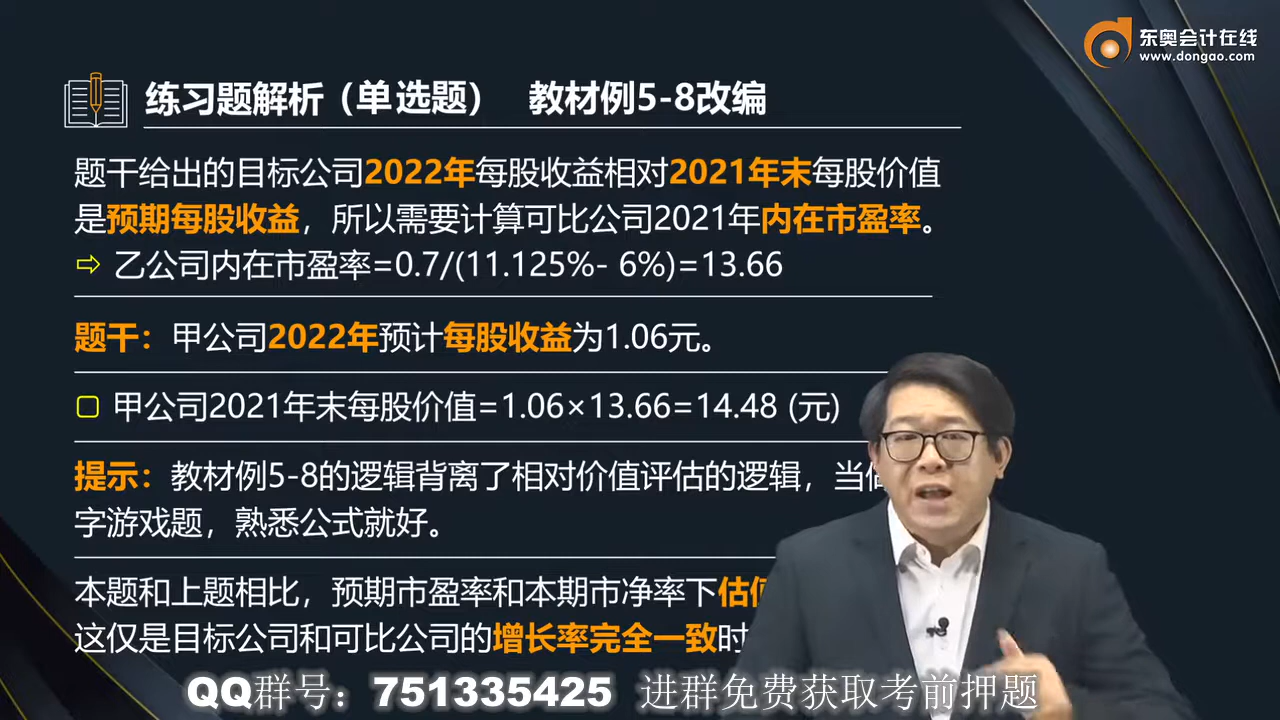 东奥会计在线
www.dongao.com
练习题解析（单选题） 教材例5-8改编
题干给出的目标公司2022年每股收益相对2021年末每股价值
是预期每股收益，所以需要计算可比公司2021年内在市盈率。
⇨ 乙公司内在市盈率=0.7/(11.125%- 6%)=13.66
题干：甲公司2022年预计每股收益为1.06元。
甲公司2021年末每股价值=1.06×13.66=14.48 (元)
提示：教材例5-8的逻辑背离了相对价值评估的逻辑，当
字游戏题，熟悉公式就好。
本题和上题相比，预期市盈率和本期市净率下估
这仅是目标公司和可比公司的增长率完全一致时
QQ群号：751335425 进群免费获取考前押题